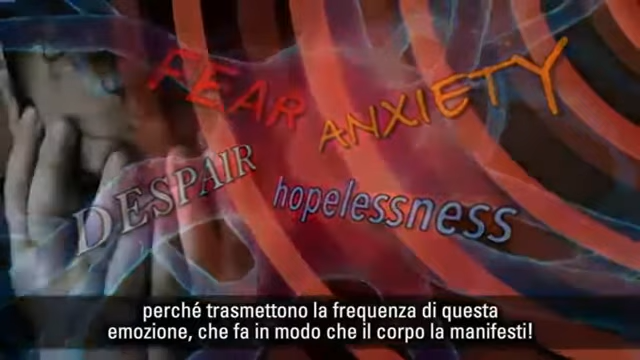 FEAR
ANXIETY
DESPAIR
hopelessness
perché trasmettono la frequenza di questa
emozione, che fa in modo che il corpo la manifesti!